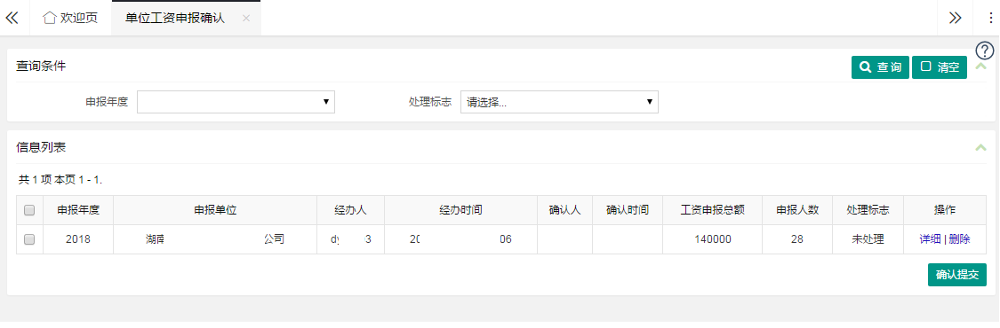 欢迎页 单位工资申报确认
查询条件 查询 清空
申报年度 处理标志 请选择...
信息列表
共 1 项 本页 1 - 1.
申报年度 申报单位 经办人 经办时间 确认人 确认时间 工资申报总额 申报人数 处理标志 操作
2018 湖 公司 3 20 06 140000 28 未处理 详细 | 删除
确认提交